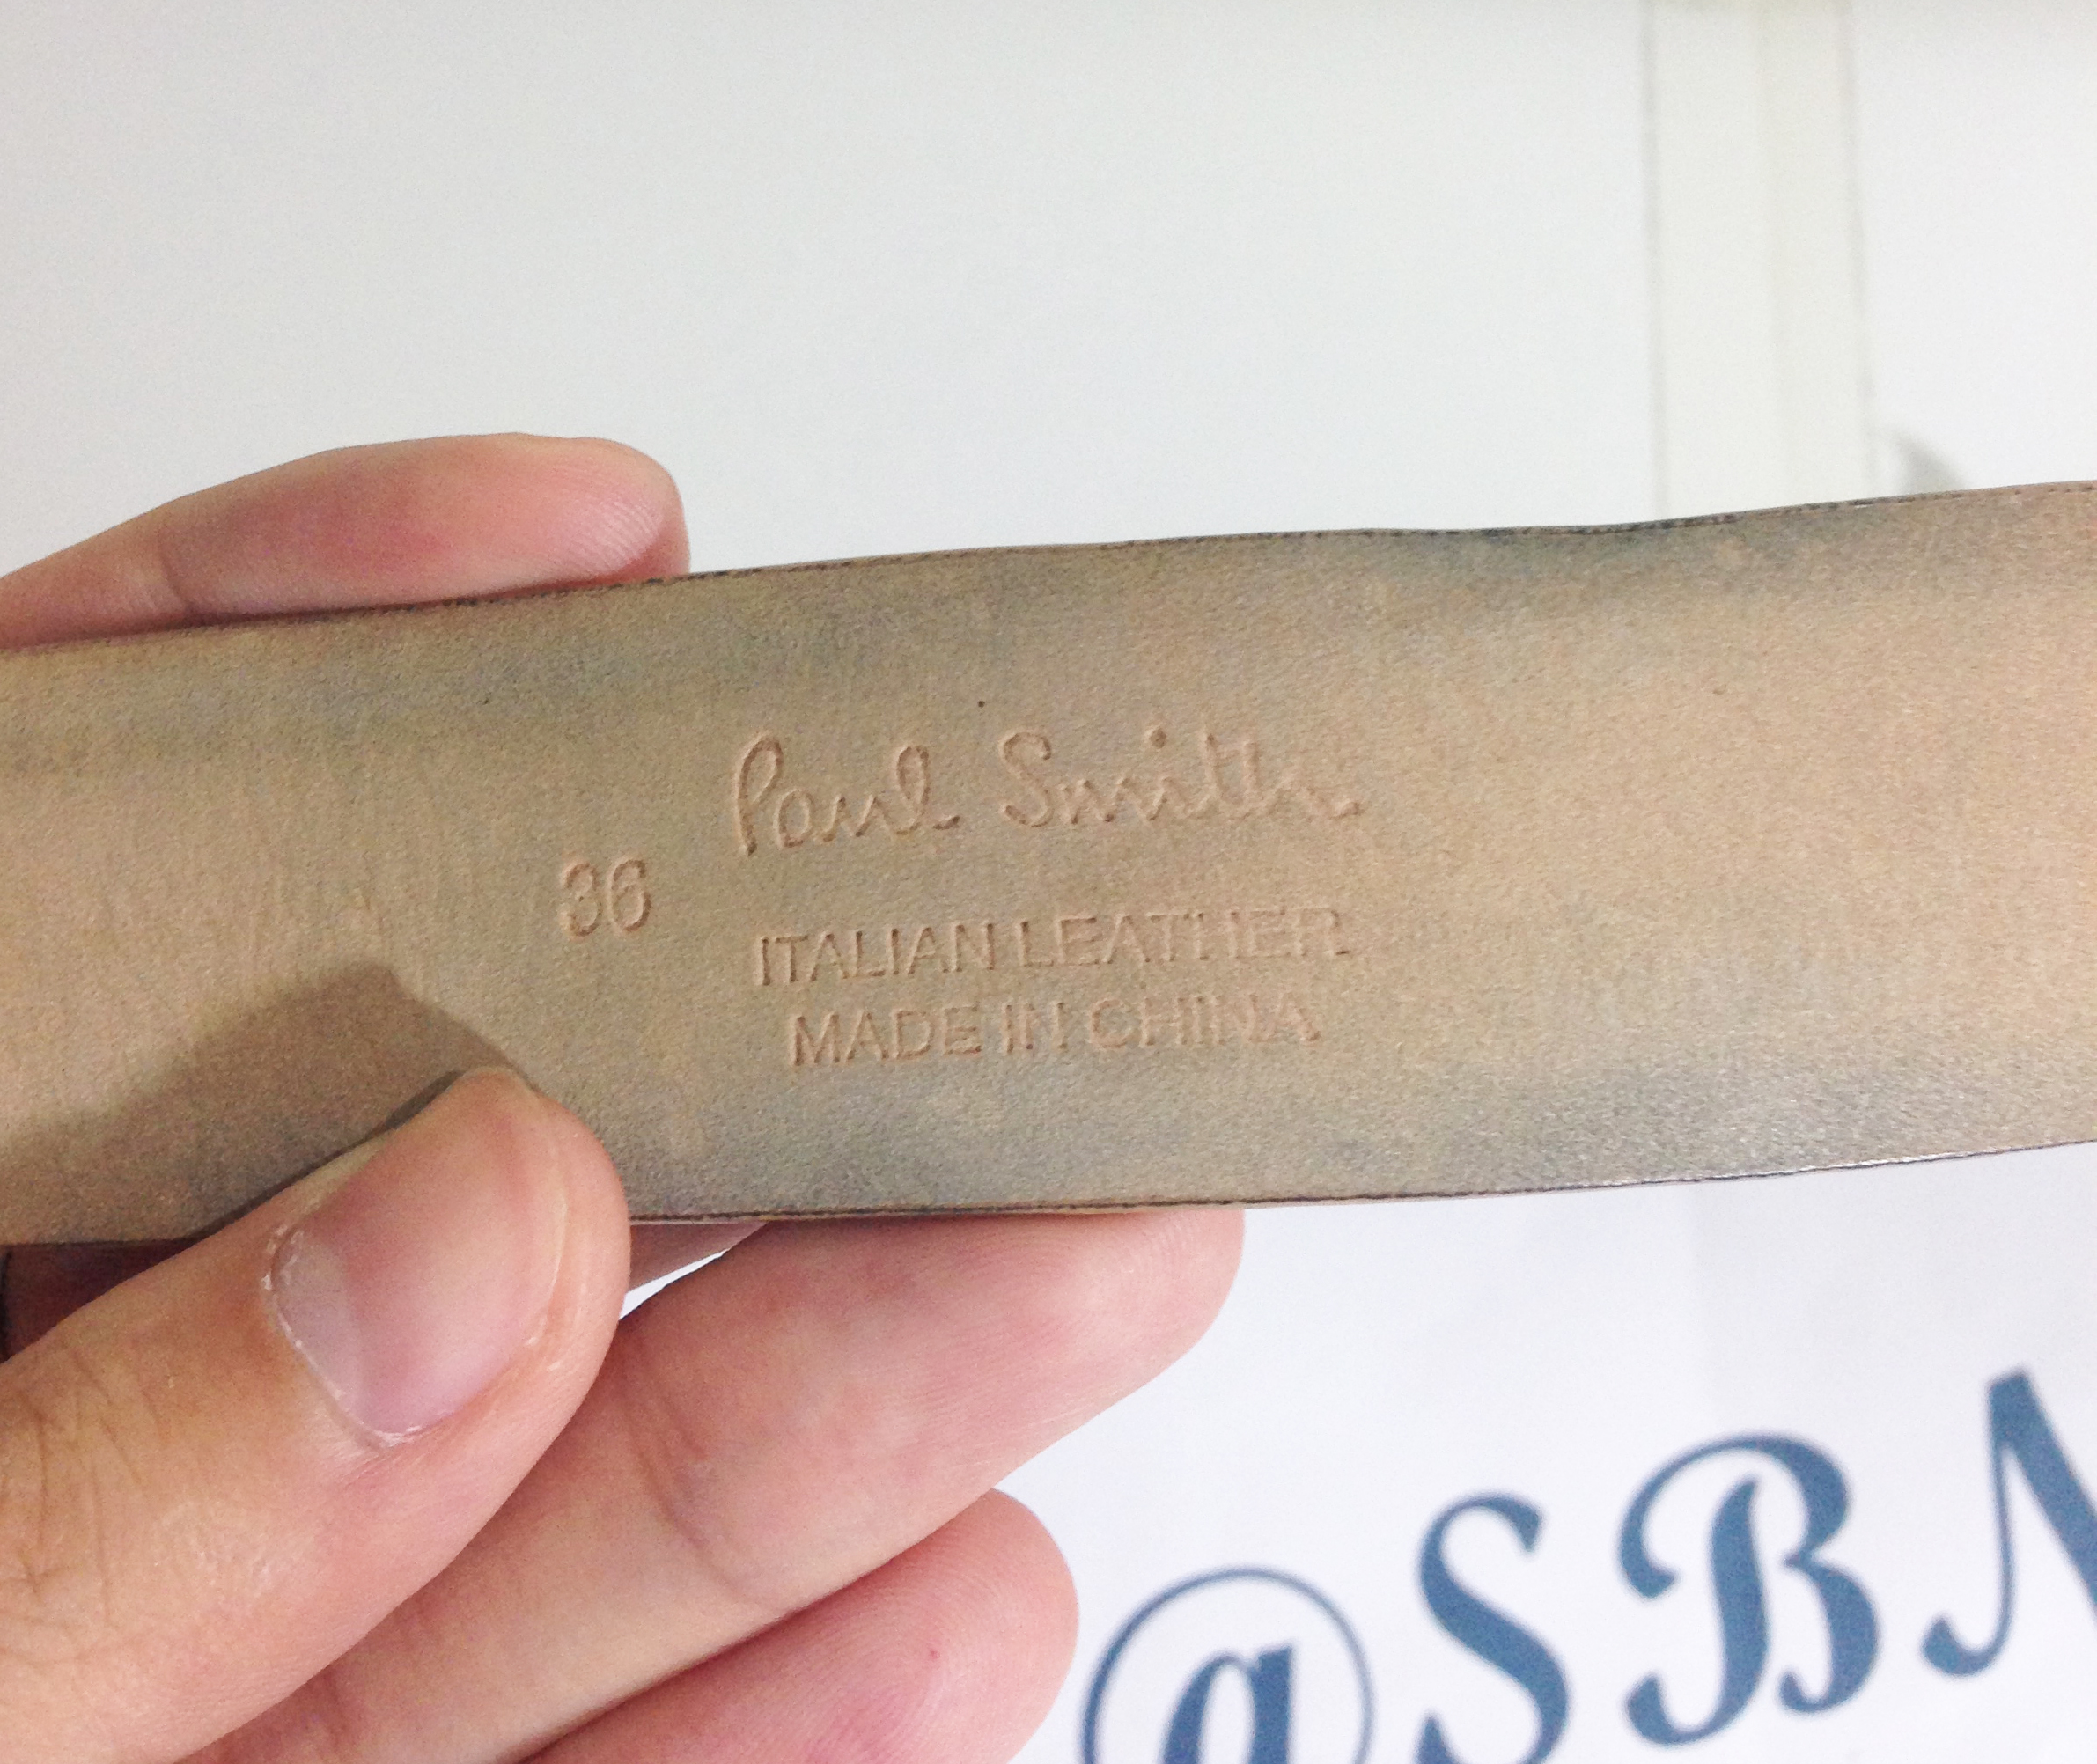 Paul Smith
36
ITALIAN LEATHER
MADE IN CHINA